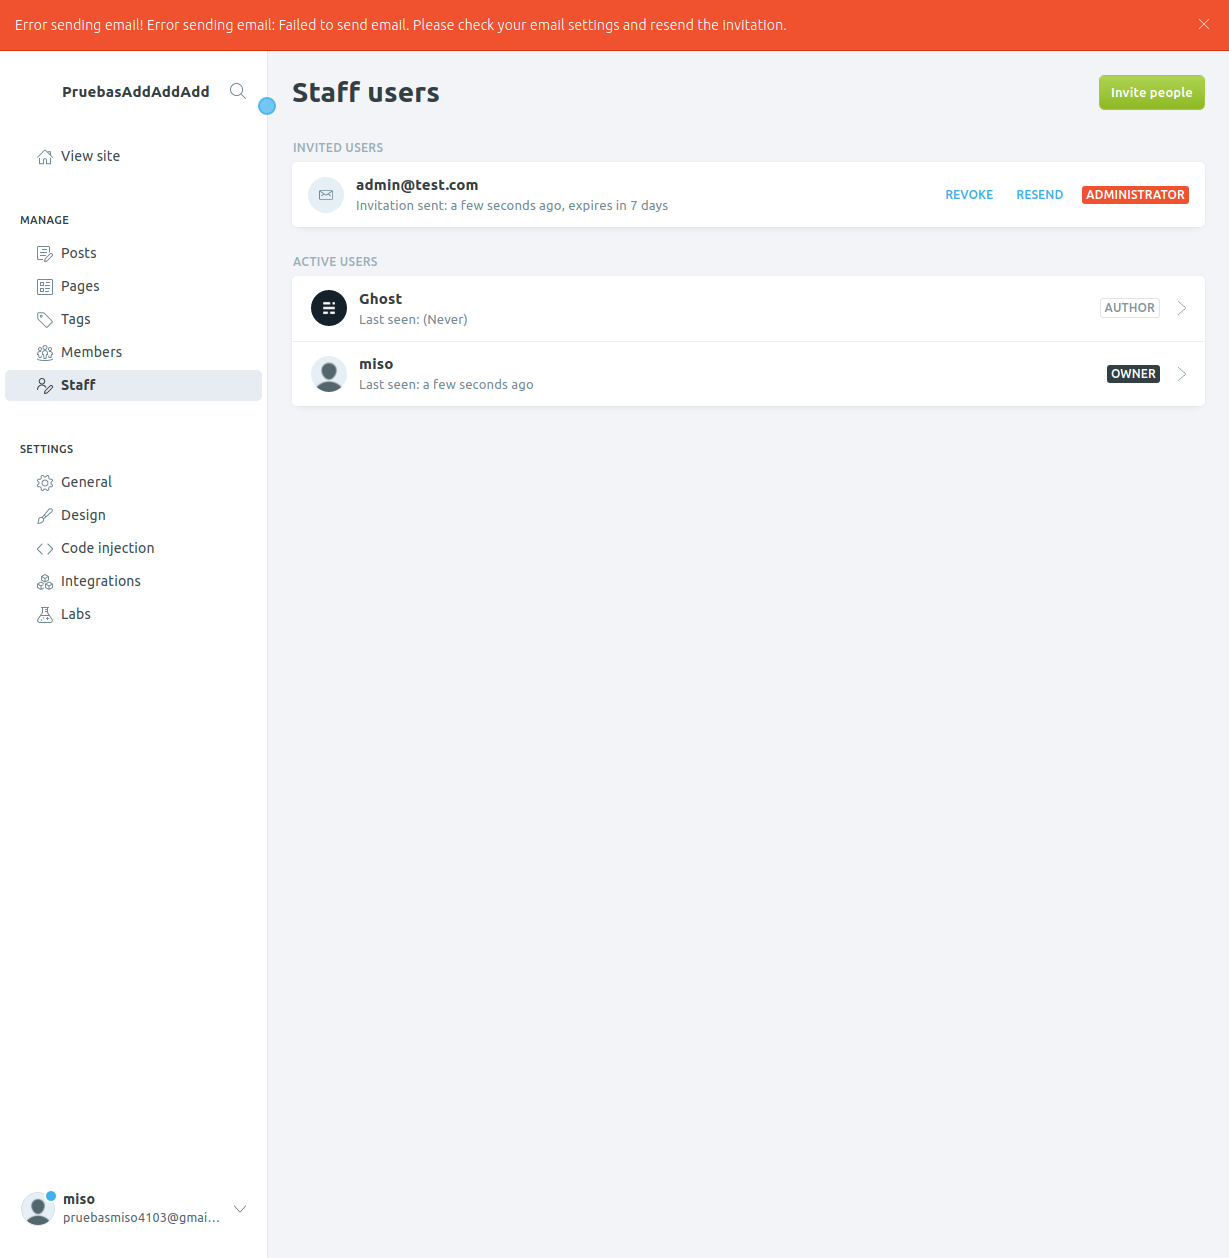 Error sending email! Error sending email: Failed to send email. Please check your email settings and resend the invitation.
PruebasAddAddAdd
View site
MANAGE
Posts
Pages
Tags
Members
Staff
SETTINGS
General
Design
Code injection
Integrations
Labs
miso
pruebasmiso4103@gmai...
Staff users
Invite people
INVITED USERS
admin@test.com
Invitation sent: a few seconds ago, expires in 7 days
REVOKE RESEND ADMINISTRATOR
ACTIVE USERS
Ghost
Last seen: (Never)
AUTHOR
miso
Last seen: a few seconds ago
OWNER